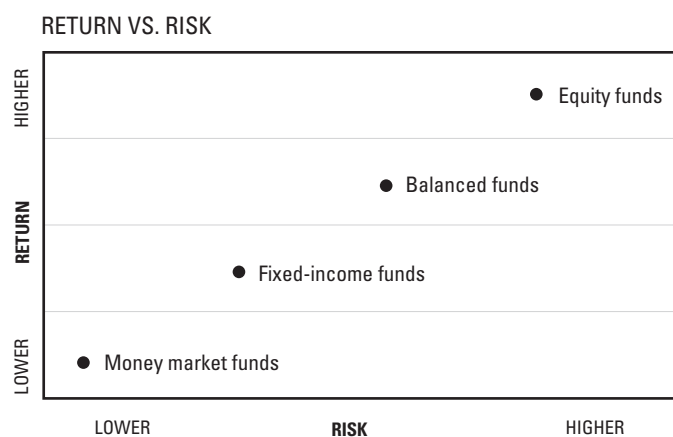 RETURN VS. RISK
HIGHER
Equity funds
Balanced funds
RETURN
Fixed-income funds
LOWER
Money market funds
LOWER
RISK
HIGHER